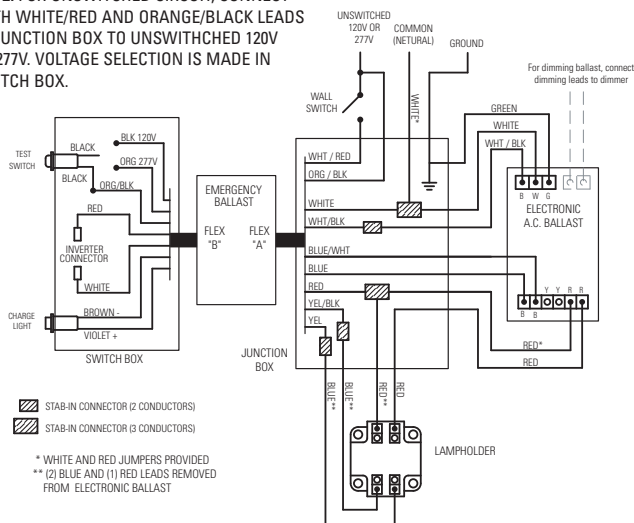 TH WHITE/RED AND ORANGE/BLACK LEADS
JUNCTION BOX TO UNSWITHCHED 120V
277V. VOLTAGE SELECTION IS MADE IN
TCH BOX.
UNSWITCHED
120V OR
277V
COMMON
(NETURAL)
GROUND
For dimming ballast, connect
dimming leads to dimmer
WALL
SWITCH
WHITE*
GREEN
WHITE
WHT / BLK
TEST
SWITCH
BLACK
BLK 120V
ORG 277V
BLACK
ORG/BLK
RED
INVERTER
CONNECTOR
WHITE
CHARGE
LIGHT
BROWN -
VIOLET +
SWITCH BOX
EMERGENCY
BALLAST
FLEX
"B"
FLEX
"A"
WHT / RED
ORG / BLK
WHITE
WHT/BLK
BLUE/WHT
BLUE
RED
YEL/BLK
YEL
JUNCTION
BOX
B W G
ELECTRONIC
A.C. BALLAST
Y Y R R
B B
RED*
RED
BLUE**
BLUE**
RED**
RED
LAMPHOLDER
STAB-IN CONNECTOR (2 CONDUCTORS)
STAB-IN CONNECTOR (3 CONDUCTORS)
* WHITE AND RED JUMPERS PROVIDED
** (2) BLUE AND (1) RED LEADS REMOVED
FROM ELECTRONIC BALLAST